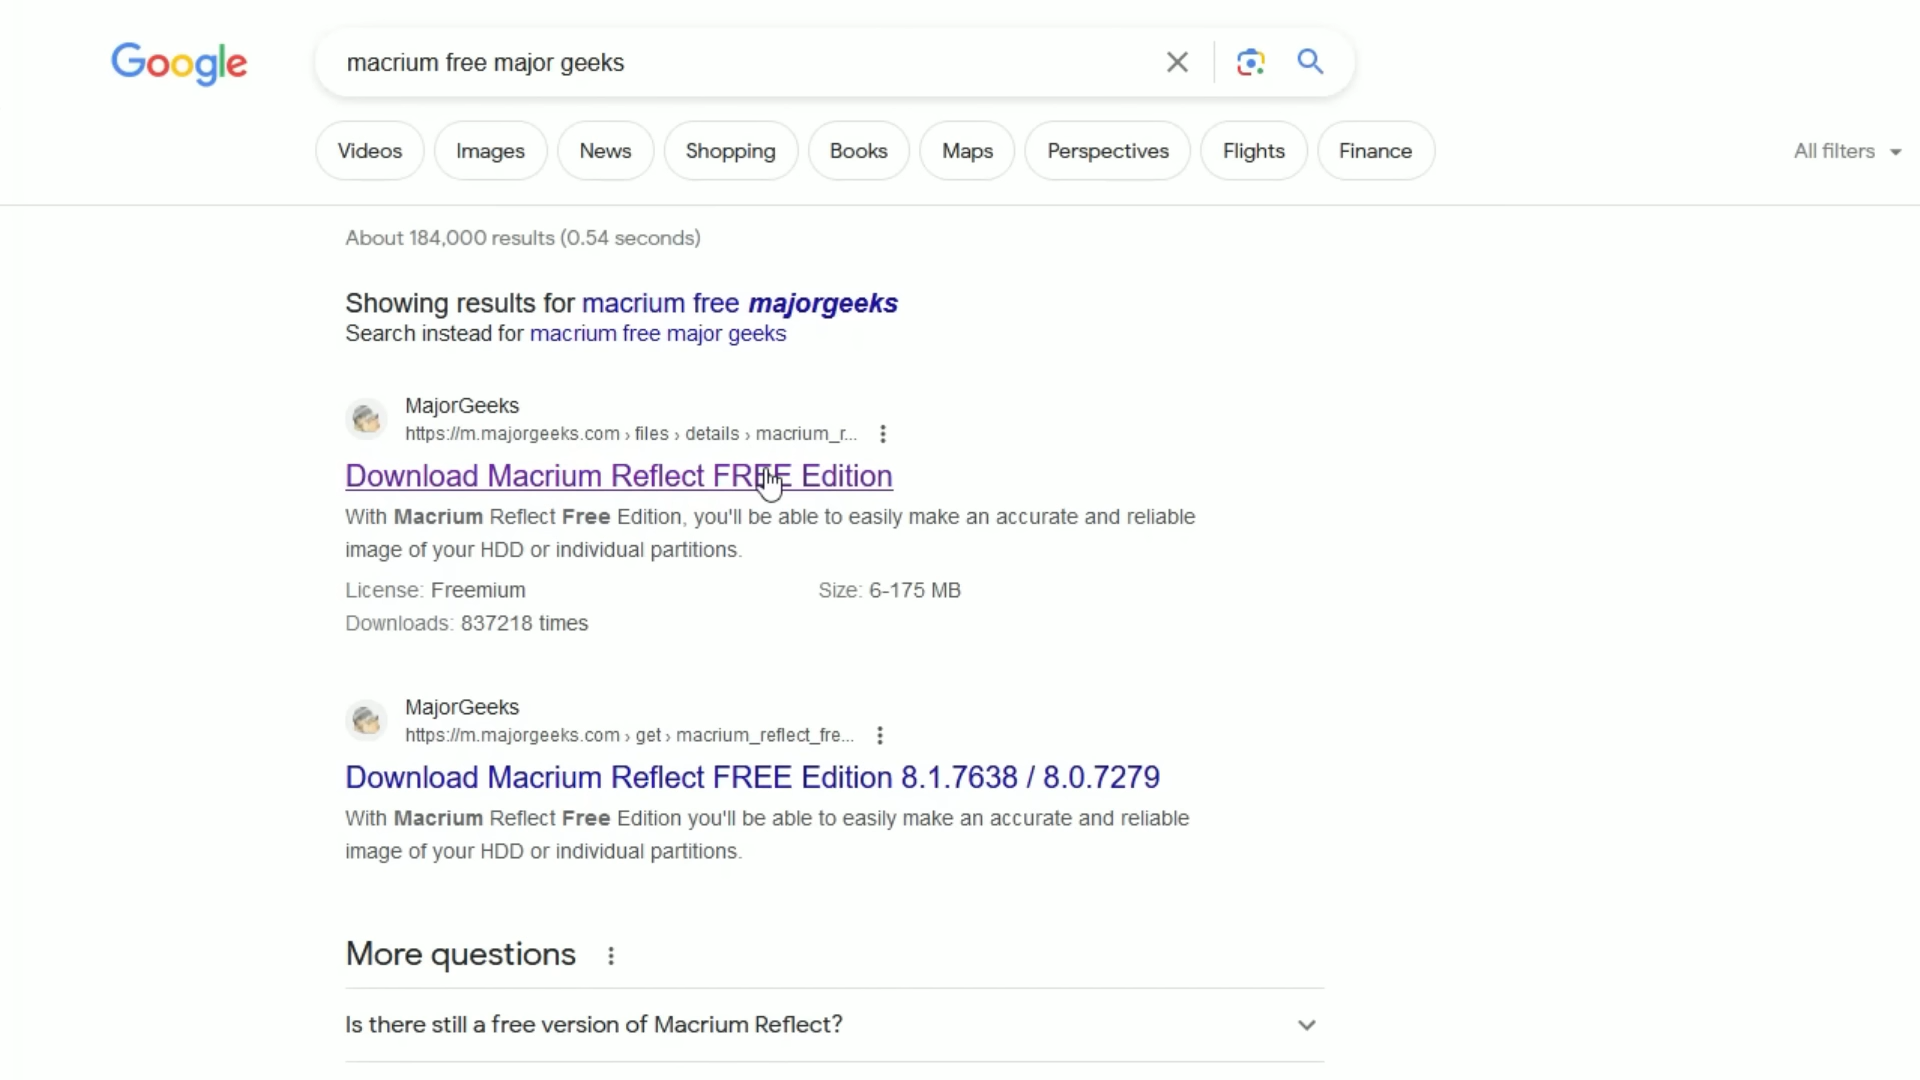 Google
macrium free major geeks
Videos
Images
News
Shopping
Books
Maps
Perspectives
Flights
Finance
All filters
About 184,000 results (0.54 seconds)
Showing results for macrium free majorgeeks
Search instead for macrium free major geeks
MajorGeeks
https://m.majorgeeks.com › files › details › macrium_r...
Download Macrium Reflect FREE Edition
With Macrium Reflect Free Edition, you'll be able to easily make an accurate and reliable
image of your HDD or individual partitions.
License: Freemium
Size: 6-175 MB
Downloads: 837218 times
MajorGeeks
https://m.majorgeeks.com › get › macrium_reflect_fre...
Download Macrium Reflect FREE Edition 8.1.7638 / 8.0.7279
With Macrium Reflect Free Edition you'll be able to easily make an accurate and reliable
image of your HDD or individual partitions.
More questions
Is there still a free version of Macrium Reflect?